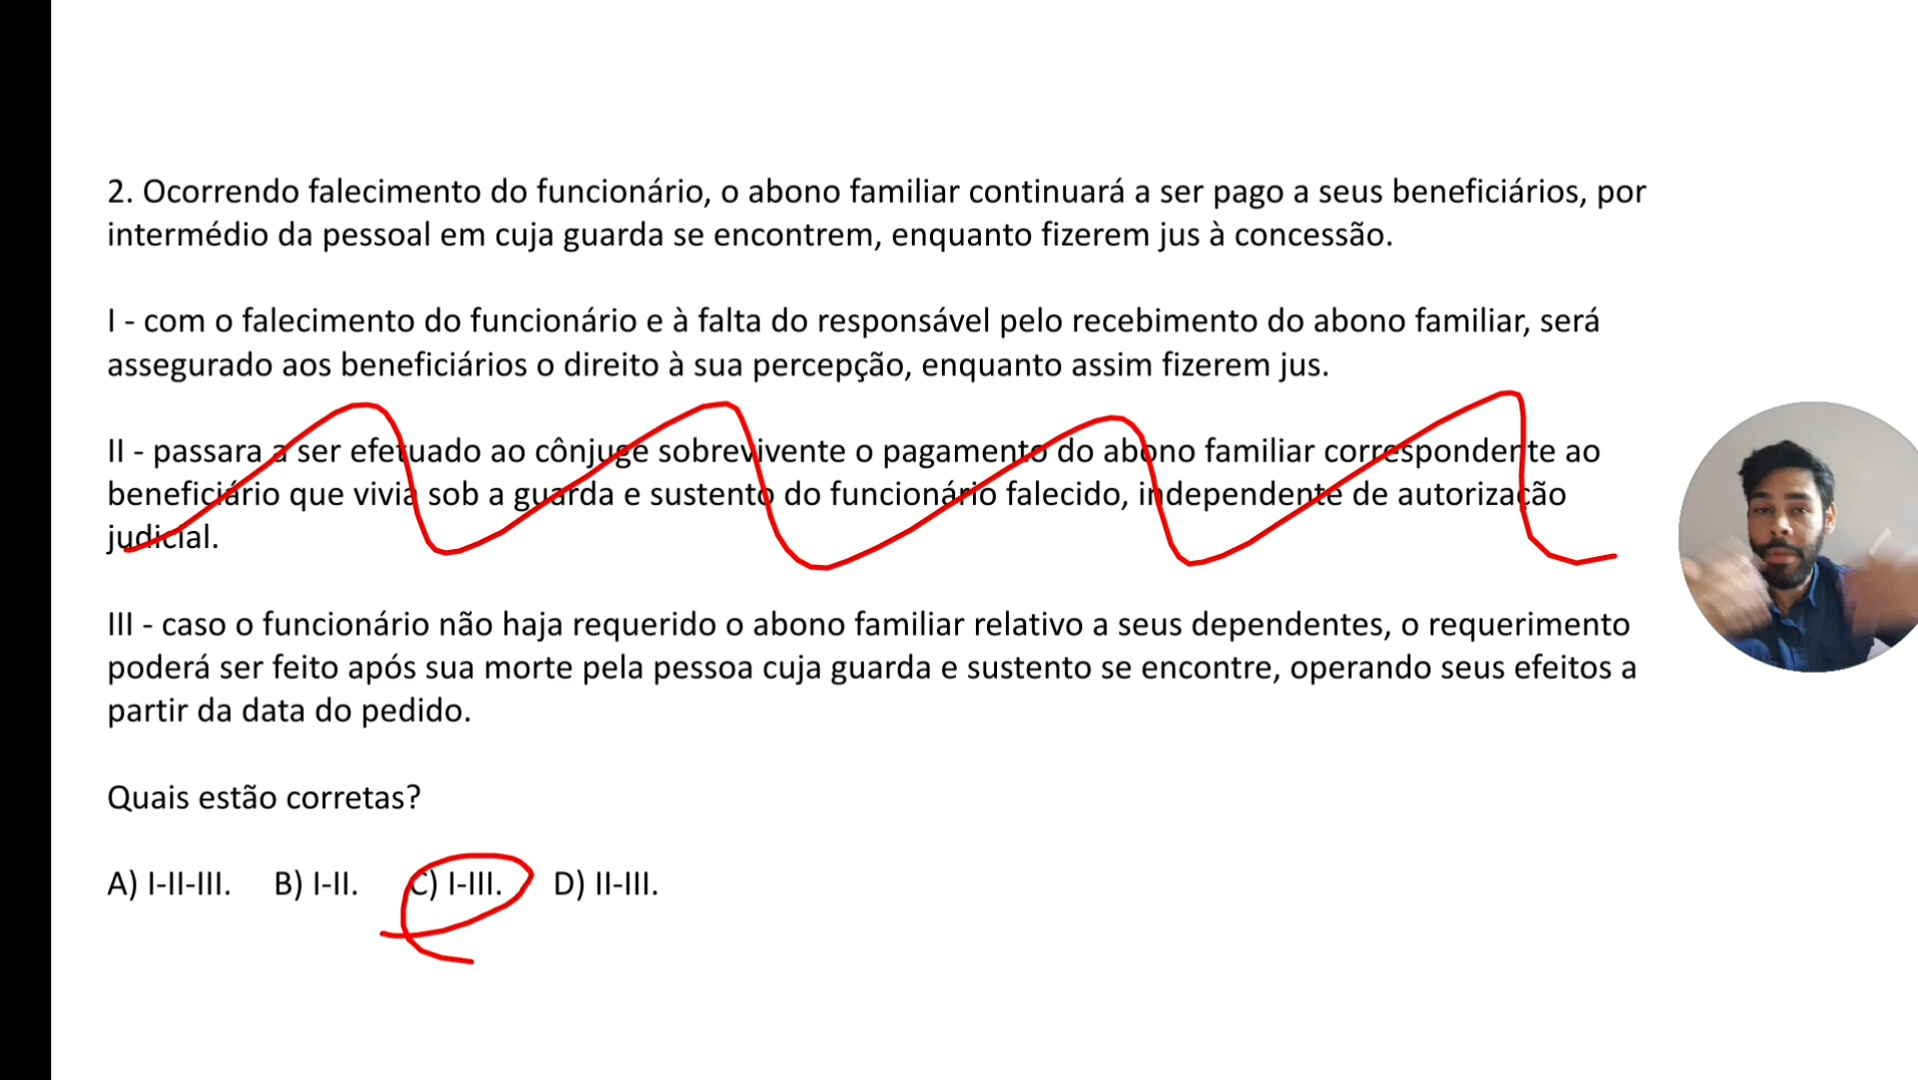 2. Ocorrendo falecimento do funcionário, o abono familiar continuará a ser pago a seus beneficiários, por
intermédio da pessoal em cuja guarda se encontrem, enquanto fizerem jus à concessão.
I - com o falecimento do funcionário e à falta do responsável pelo recebimento do abono familiar, será
assegurado aos beneficiários o direito à sua percepção, enquanto assim fizerem jus.
II - passara a ser efetuado ao cônjuge sobrevivente o pagamento do abono familiar correspondente ao
beneficiário que vivia sob a guarda e sustento do funcionário falecido, independente de autorização
judicial.
III - caso o funcionário não haja requerido o abono familiar relativo a seus dependentes, o requerimento
poderá ser feito após sua morte pela pessoa cuja guarda e sustento se encontre, operando seus efeitos a
partir da data do pedido.
Quais estão corretas?
A) I-II-III. B) I-II. C) I-III. D) II-III.